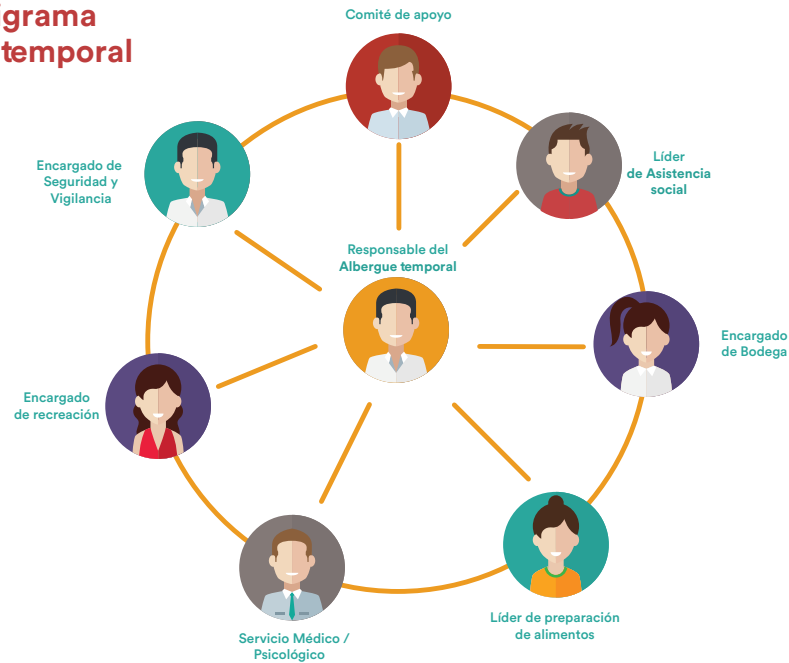 grama
temporal
Comité de apoyo
Encargado de
Seguridad y
Vigilancia
Líder
de Asistencia
social
Responsable del
Albergue temporal
Encargado
de Bodega
Encargado
de recreación
Líder de preparación
de alimentos
Servicio Médico /
Psicológico